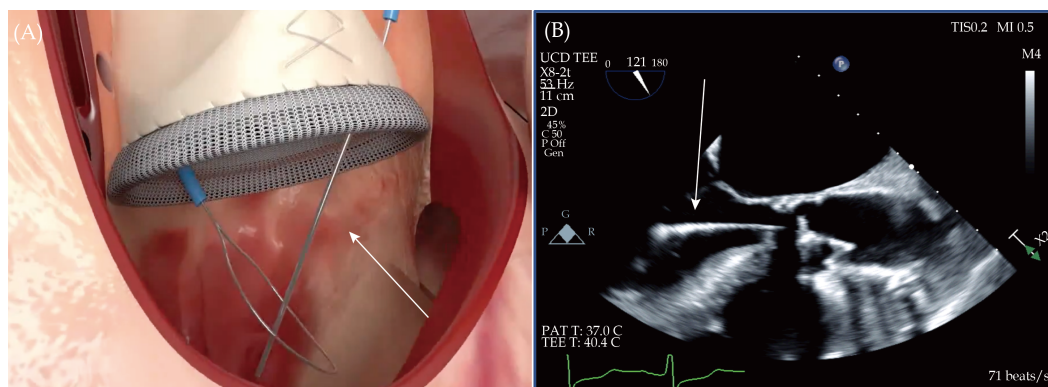 (A)
(B)
TIS0.2 MI 0.5
M4
UCD TEE
X8-2t
53 Hz
11 cm
0 121 180
P
2D
45%
C 50
P Off
Gen
G
P R
PAT T: 37.0 C
TEE T: 40.4 C
71 beats/s